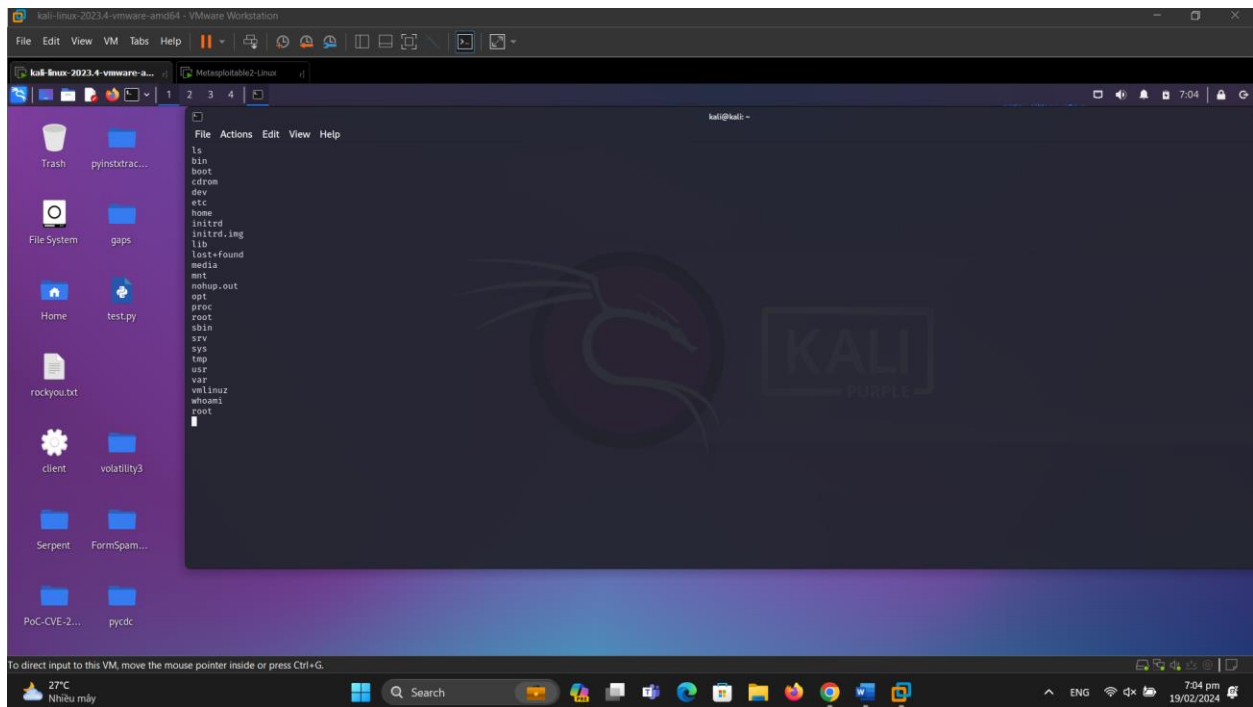 kali-linux-2023.4-vmware-amd64 - VMware Workstation
File Edit View VM Tabs Help
kali-linux-2023.4-vmware-a...
Metasploitable2-Linux
1 2 3 4
7:04
kali@kali: ~
File Actions Edit View Help
ls
bin
boot
cdrom
dev
etc
home
initrd
initrd.img
lib
lost+found
media
mnt
nohup.out
opt
proc
root
sbin
srv
sys
tmp
usr
var
vmlinuz
whoami
root
KALI
PURPLE
Trash
pyinstxtrac...
File System
gaps
Home
test.py
rockyou.txt
client
volatility3
Serpent
FormSpam...
PoC-CVE-2...
pycdc
To direct input to this VM, move the mouse pointer inside or press Ctrl+G.
27°C
Nhiều mây
Search
ENG
7:04 pm
19/02/2024